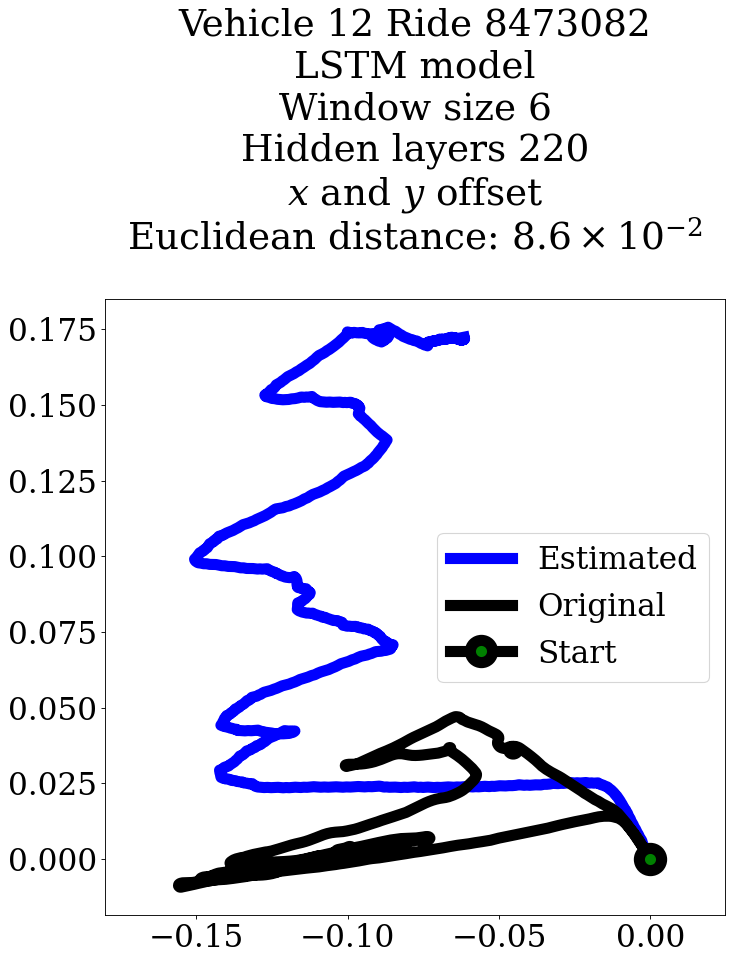 Vehicle 12 Ride 8473082
LSTM model
Window size 6
Hidden layers 220
x and y offset
Euclidean distance: 8.6 × 10⁻²
0.175
0.150
0.125
0.100
0.075
0.050
0.025
0.000
Estimated
Original
Start
−0.15 −0.10 −0.05 0.00